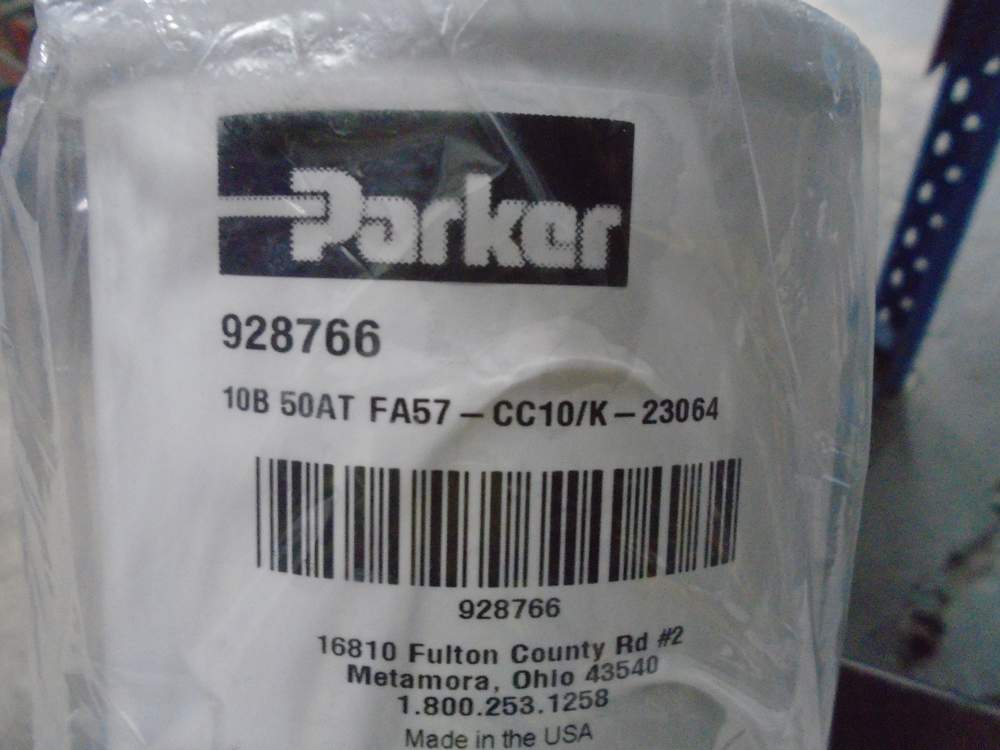 Parker
928766
10B 50AT FA57 – CC10/K – 23064
928766
16810 Fulton County Rd #2
Metamora, Ohio 43540
1.800.253.1258
Made in the USA